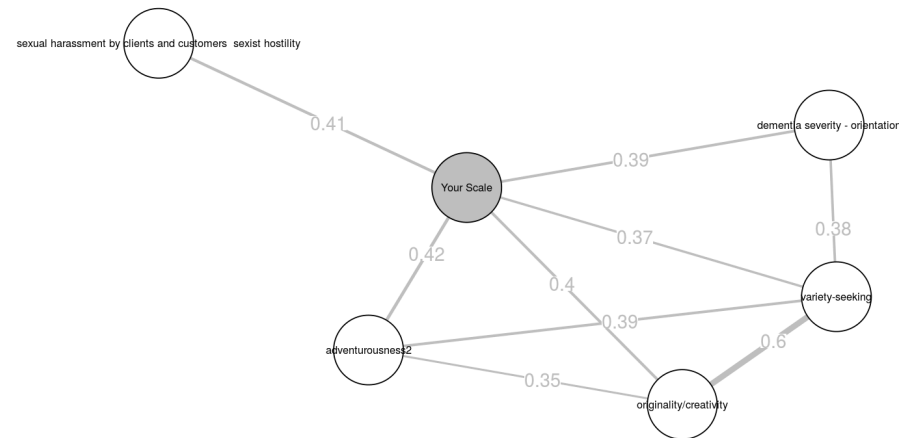 sexual harassment by clients and customers  sexist hostility
0.41
dementia severity - orientation
0.39
Your Scale
0.38
0.37
0.42
0.4
variety-seeking
0.39
0.6
adventurousness2
0.35
originality/creativity